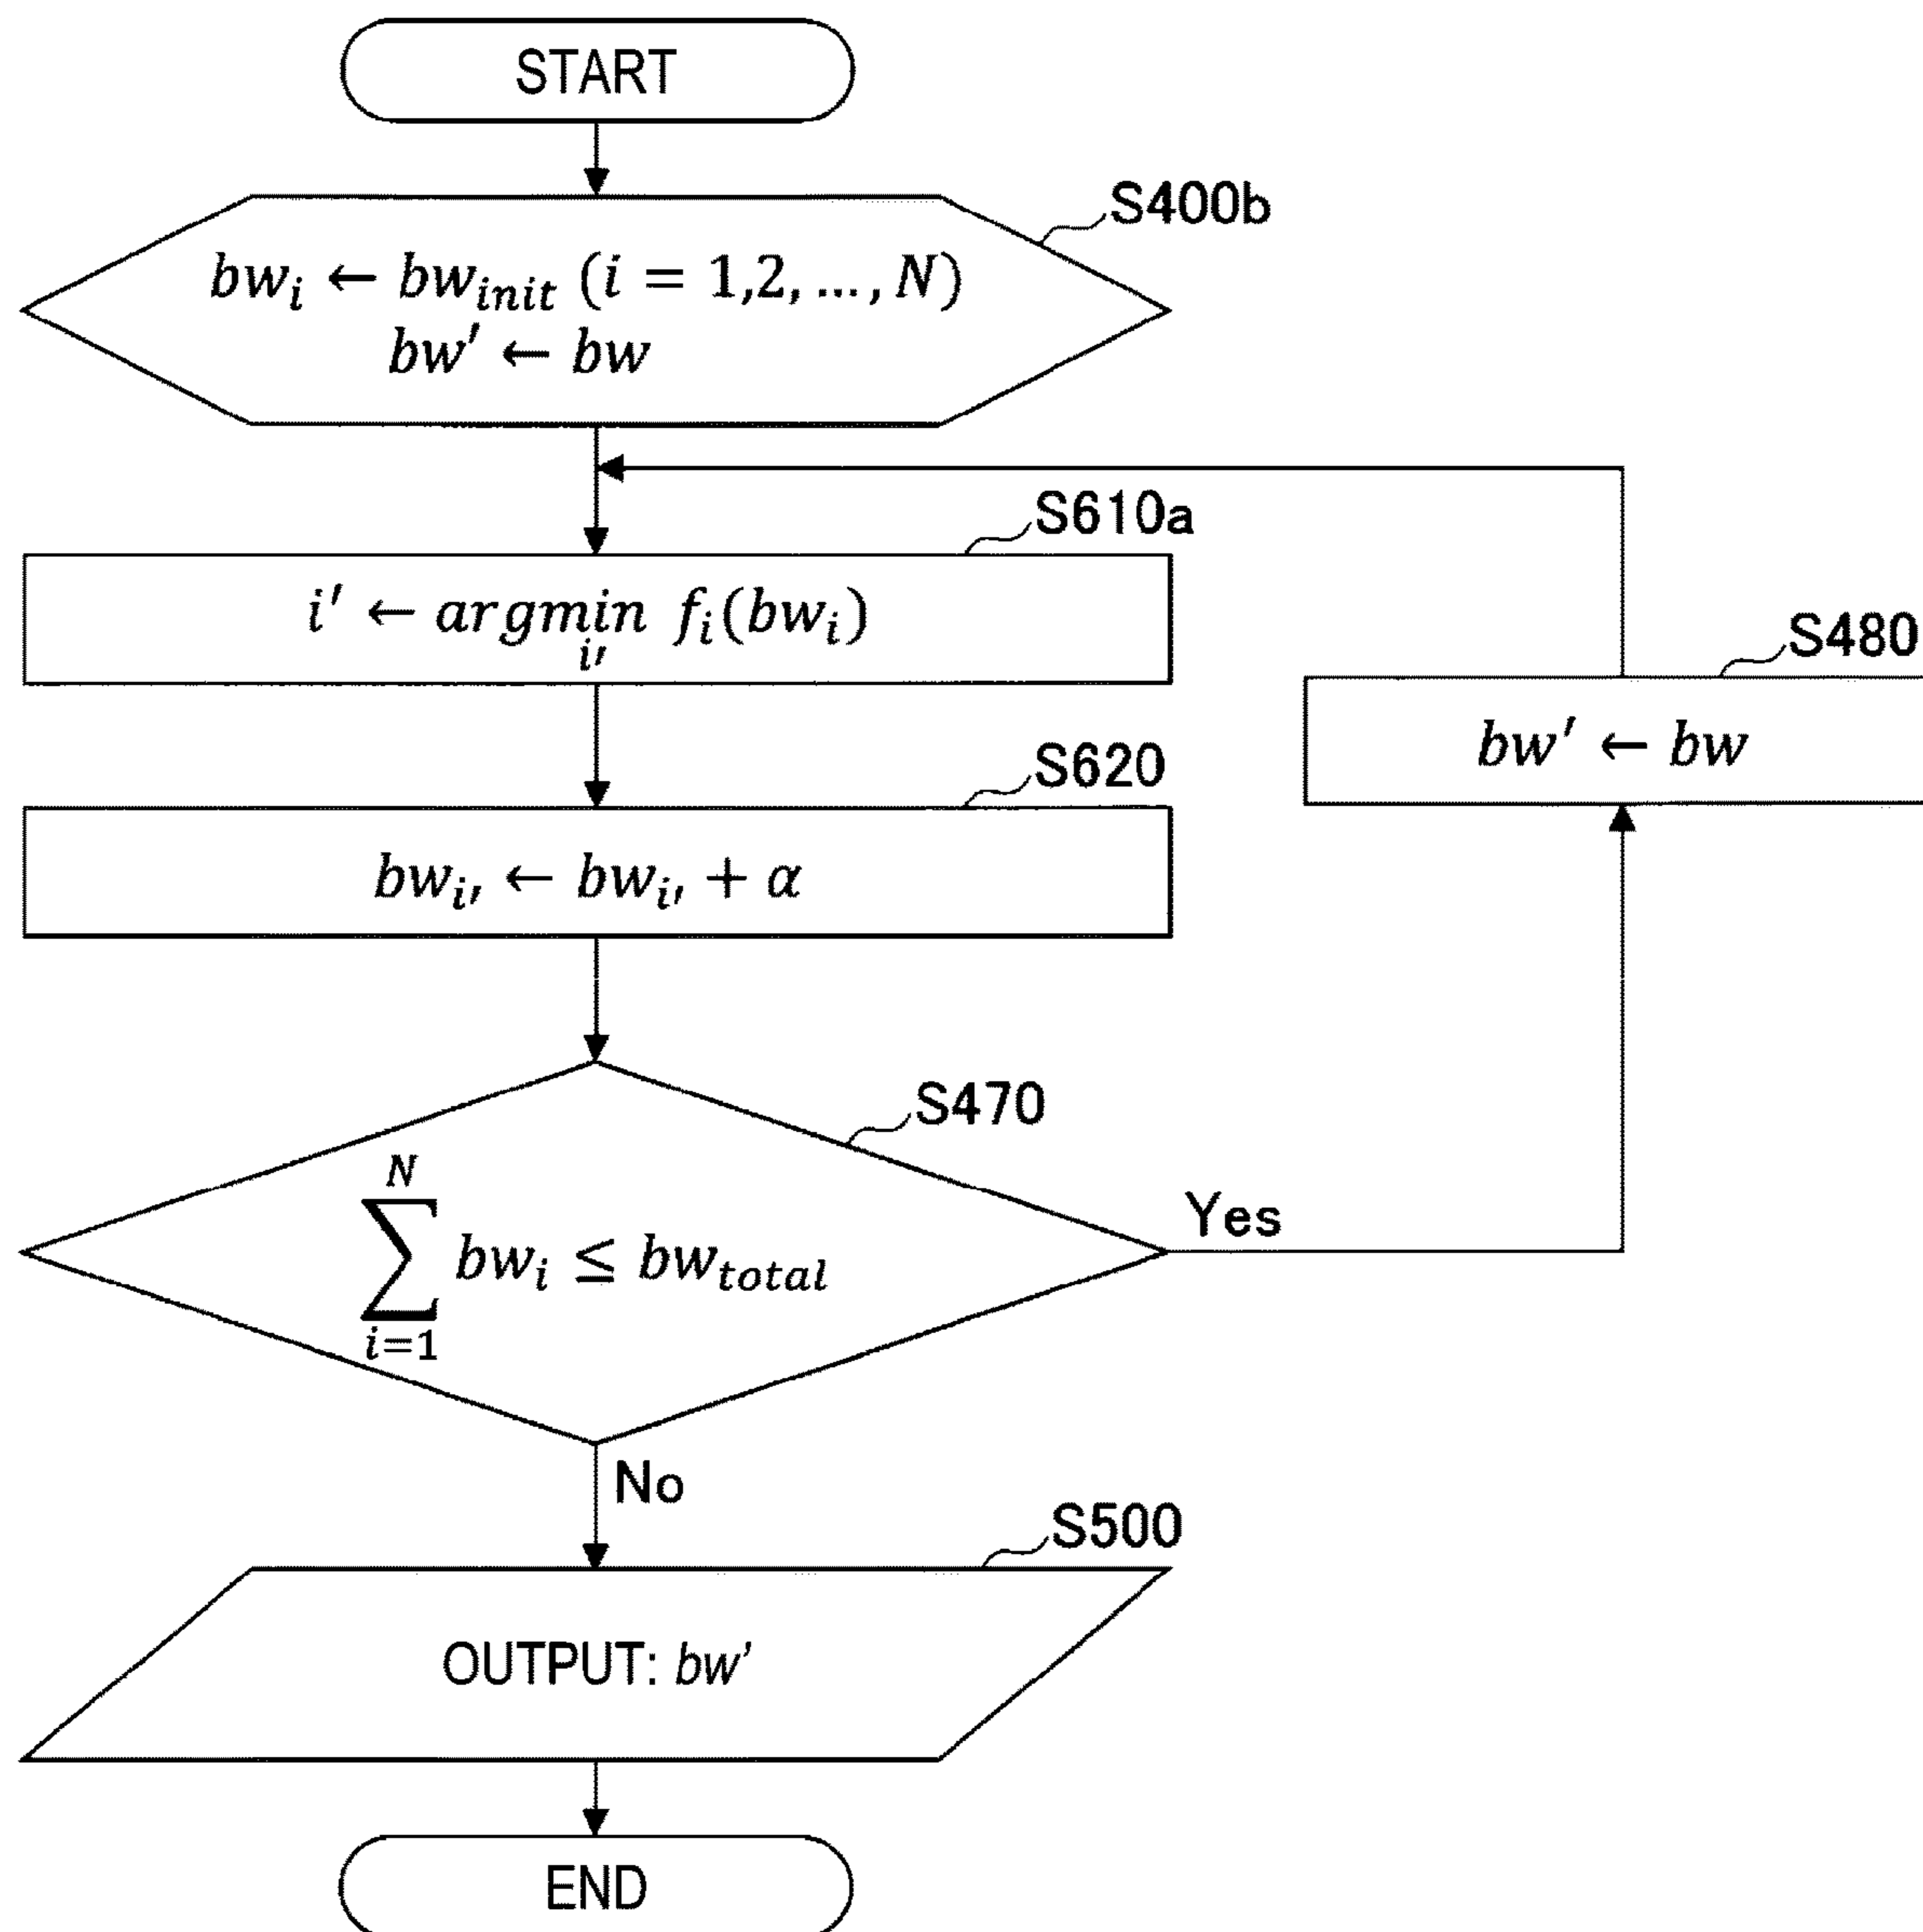 START
S400b
bw_i ← bw_init (i = 1,2, ..., N)
bw' ← bw
S610a
i' ← argmin f_i(bw_i)
i'
S480
bw' ← bw
S620
bw_i' ← bw_i' + α
S470
N
∑ bw_i ≤ bw_total
i=1
Yes
No
S500
OUTPUT: bw'
END